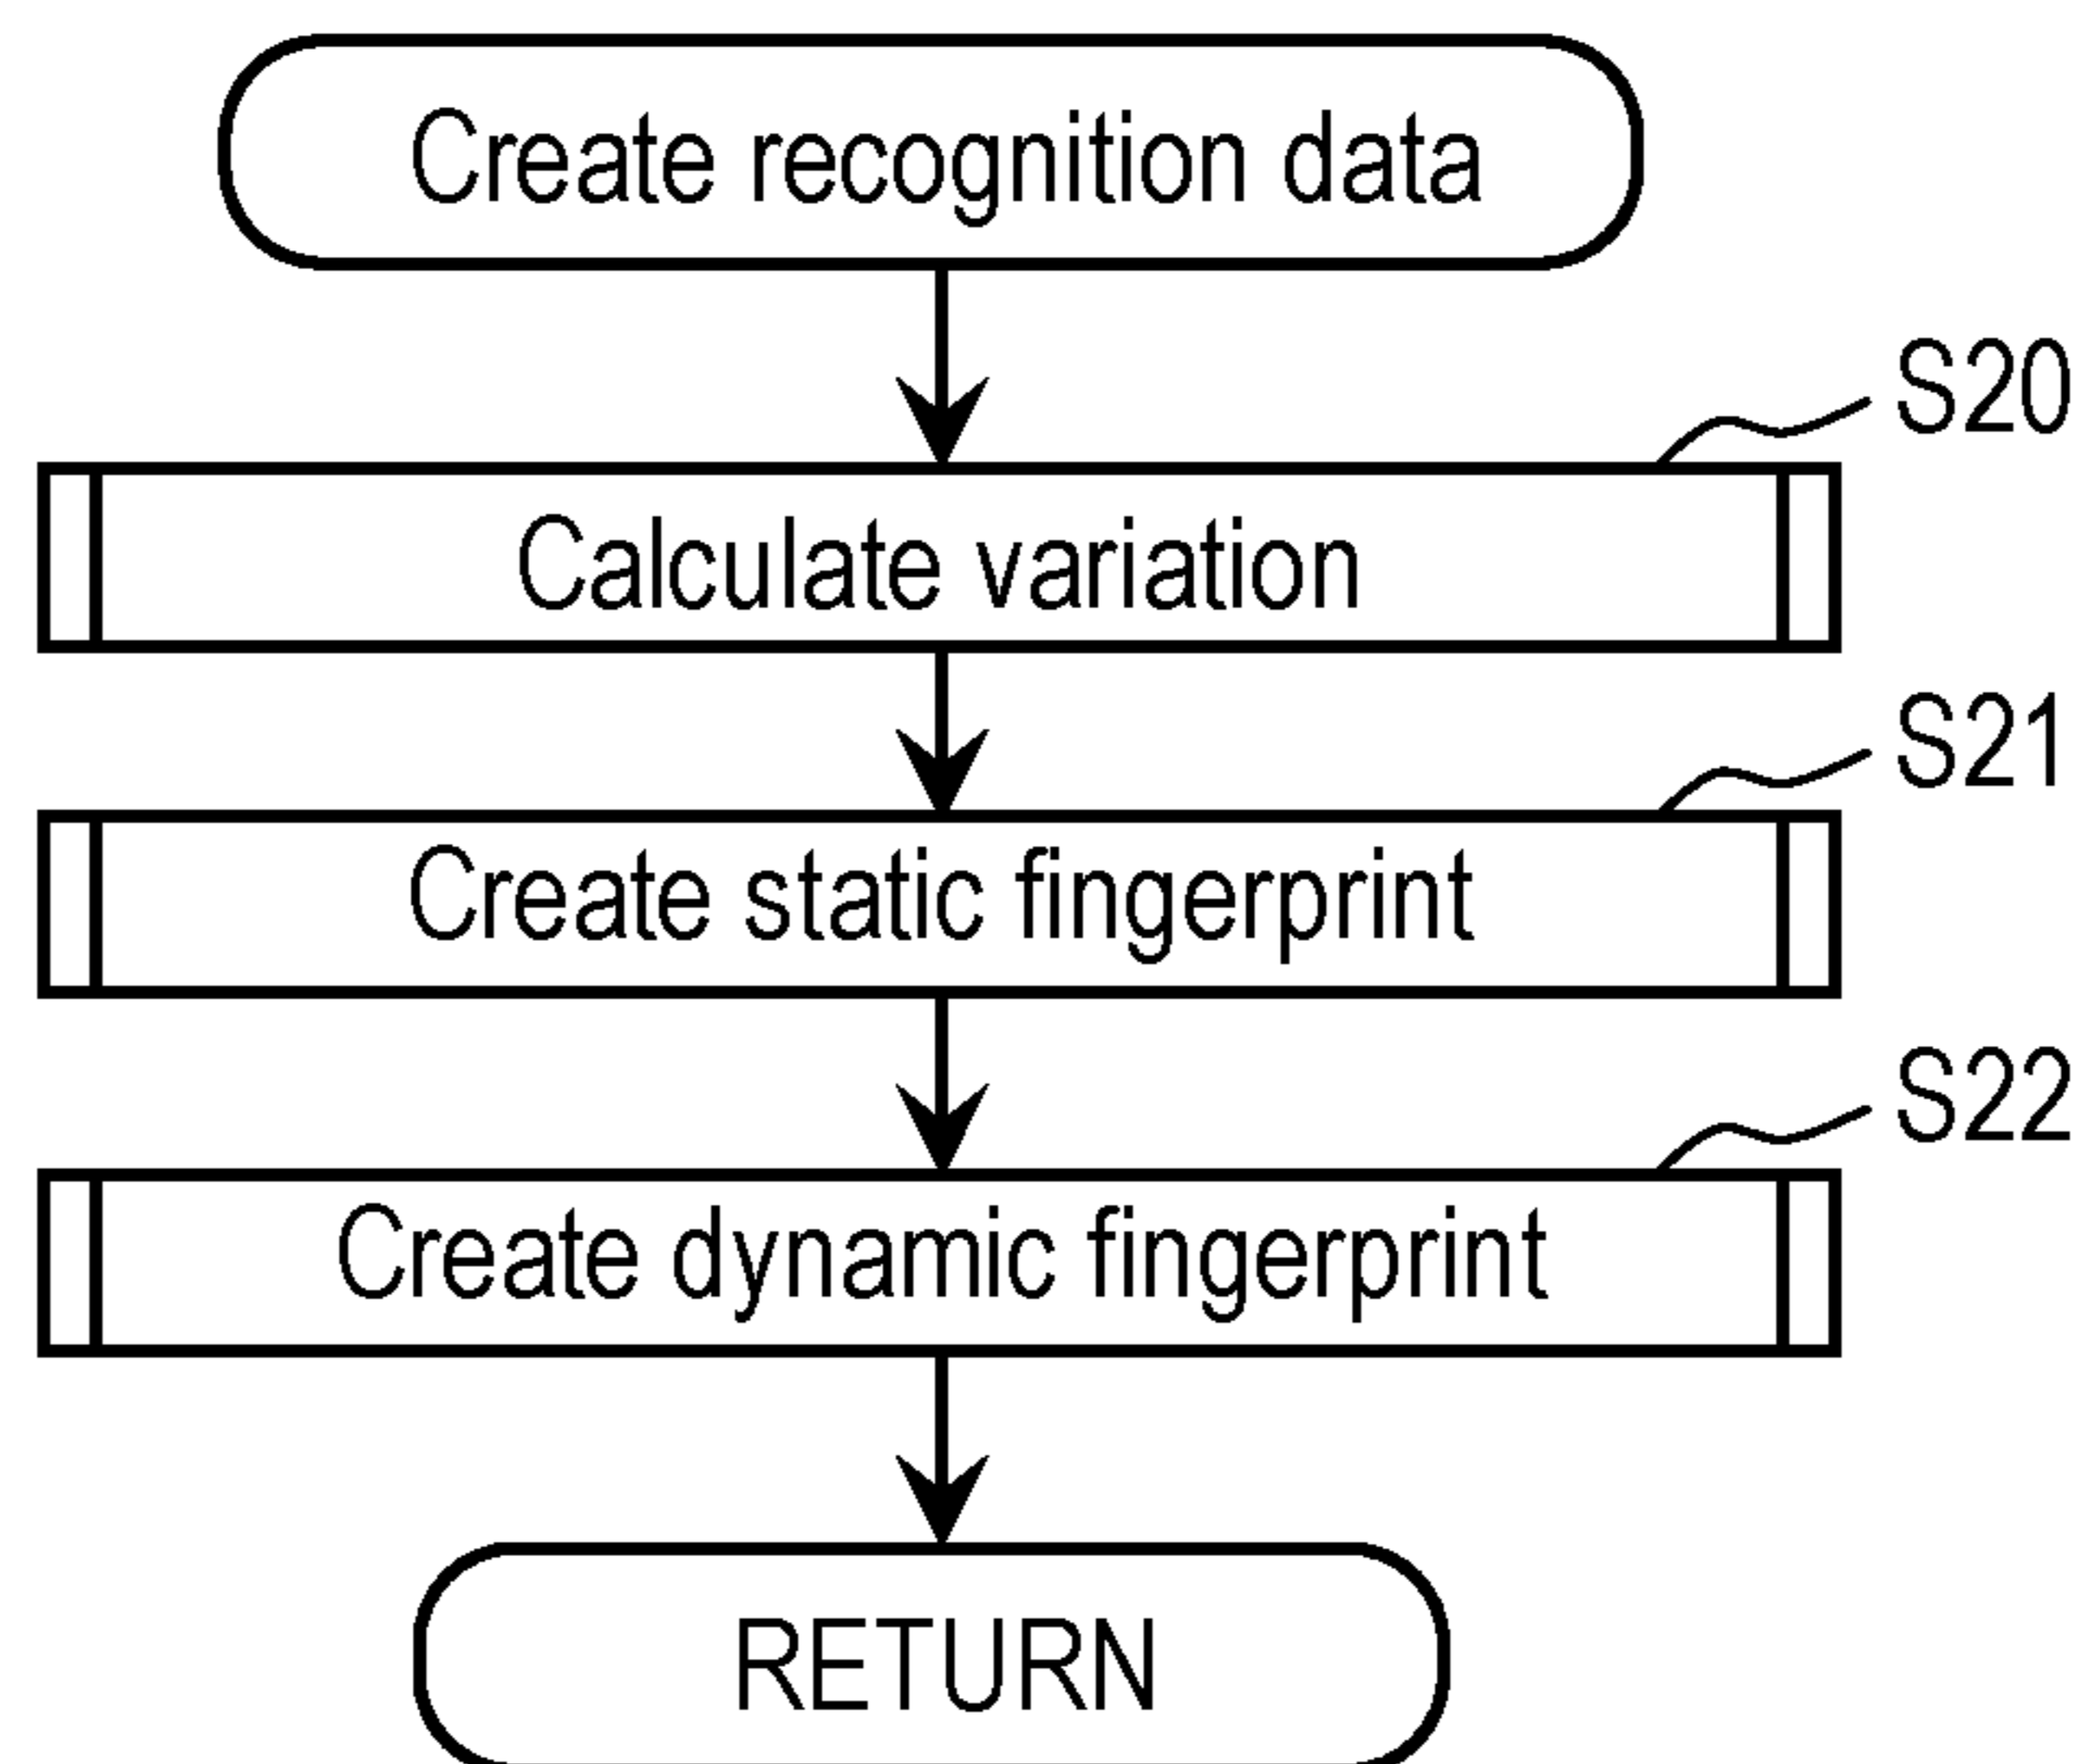 Create recognition data
S20
Calculate variation
S21
Create static fingerprint
S22
Create dynamic fingerprint
RETURN